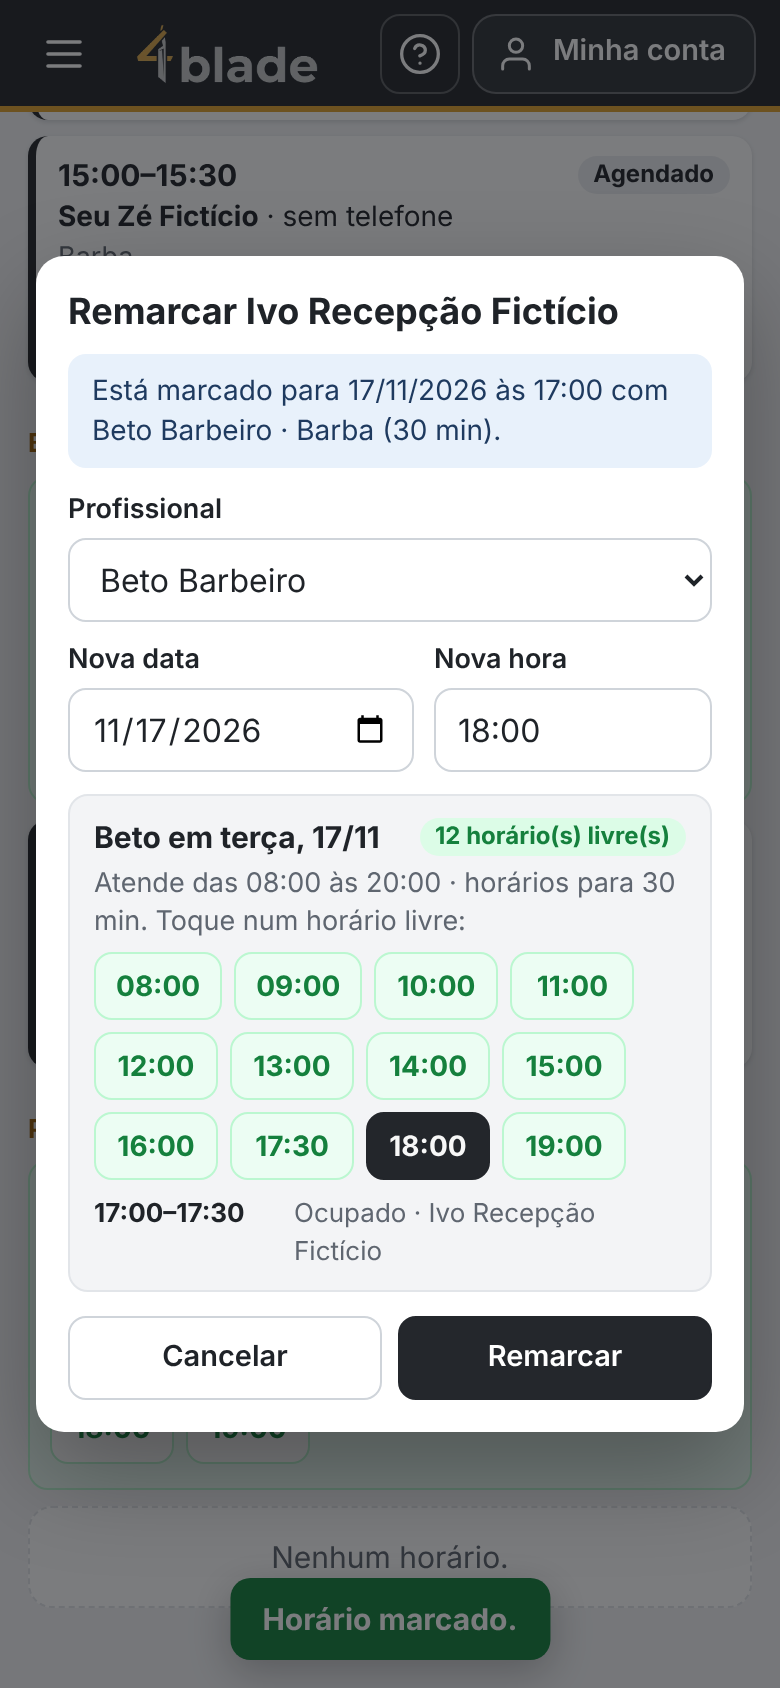 4blade
Minha conta
15:00–15:30
Agendado
Seu Zé Fictício · sem telefone
Barba
Remarcar Ivo Recepção Fictício
Está marcado para 17/11/2026 às 17:00 com
Beto Barbeiro · Barba (30 min).
Profissional
Beto Barbeiro
Nova data
Nova hora
11/17/2026
18:00
Beto em terça, 17/11
12 horário(s) livre(s)
Atende das 08:00 às 20:00 · horários para 30
min. Toque num horário livre:
08:00 09:00 10:00 11:00
12:00 13:00 14:00 15:00
16:00 17:30 18:00 19:00
17:00–17:30
Ocupado · Ivo Recepção
Fictício
Cancelar
Remarcar
Nenhum horário.
Horário marcado.